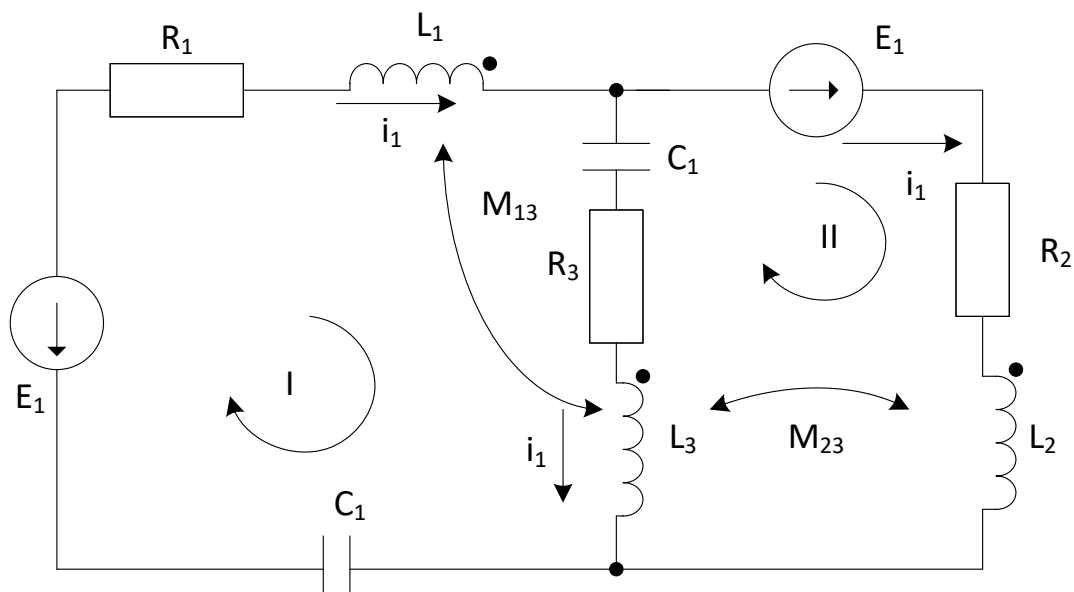 L₁
R₁
E₁
i₁
C₁
M₁₃
i₁
II
R₃
R₂
I
E₁
i₁
L₃
M₂₃
L₂
C₁